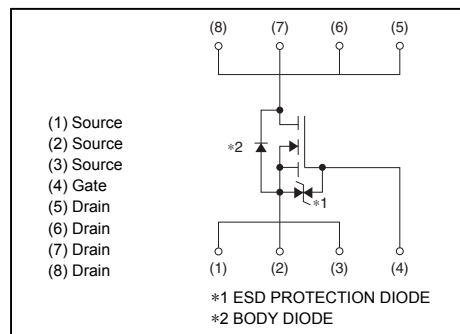 (8) (7) (6) (5)
(1) Source
(2) Source
(3) Source
(4) Gate
(5) Drain
(6) Drain
(7) Drain
(8) Drain
*2
*1
(1) (2) (3) (4)
*1 ESD PROTECTION DIODE
*2 BODY DIODE